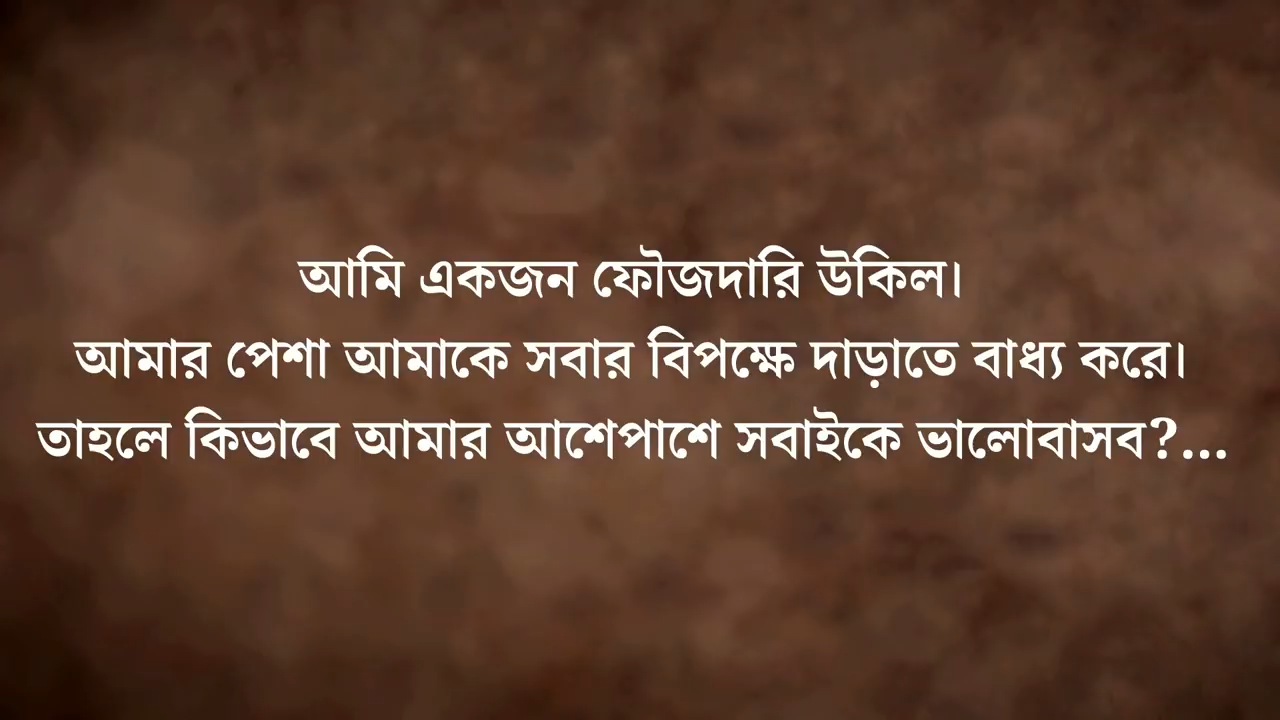 আমি একজন ফৌজদারি উকিল।
আমার পেশা আমাকে সবার বিপক্ষে দাড়াতে বাধ্য করে।
তাহলে কিভাবে আমার আশেপাশে সবাইকে ভালোবাসব?...